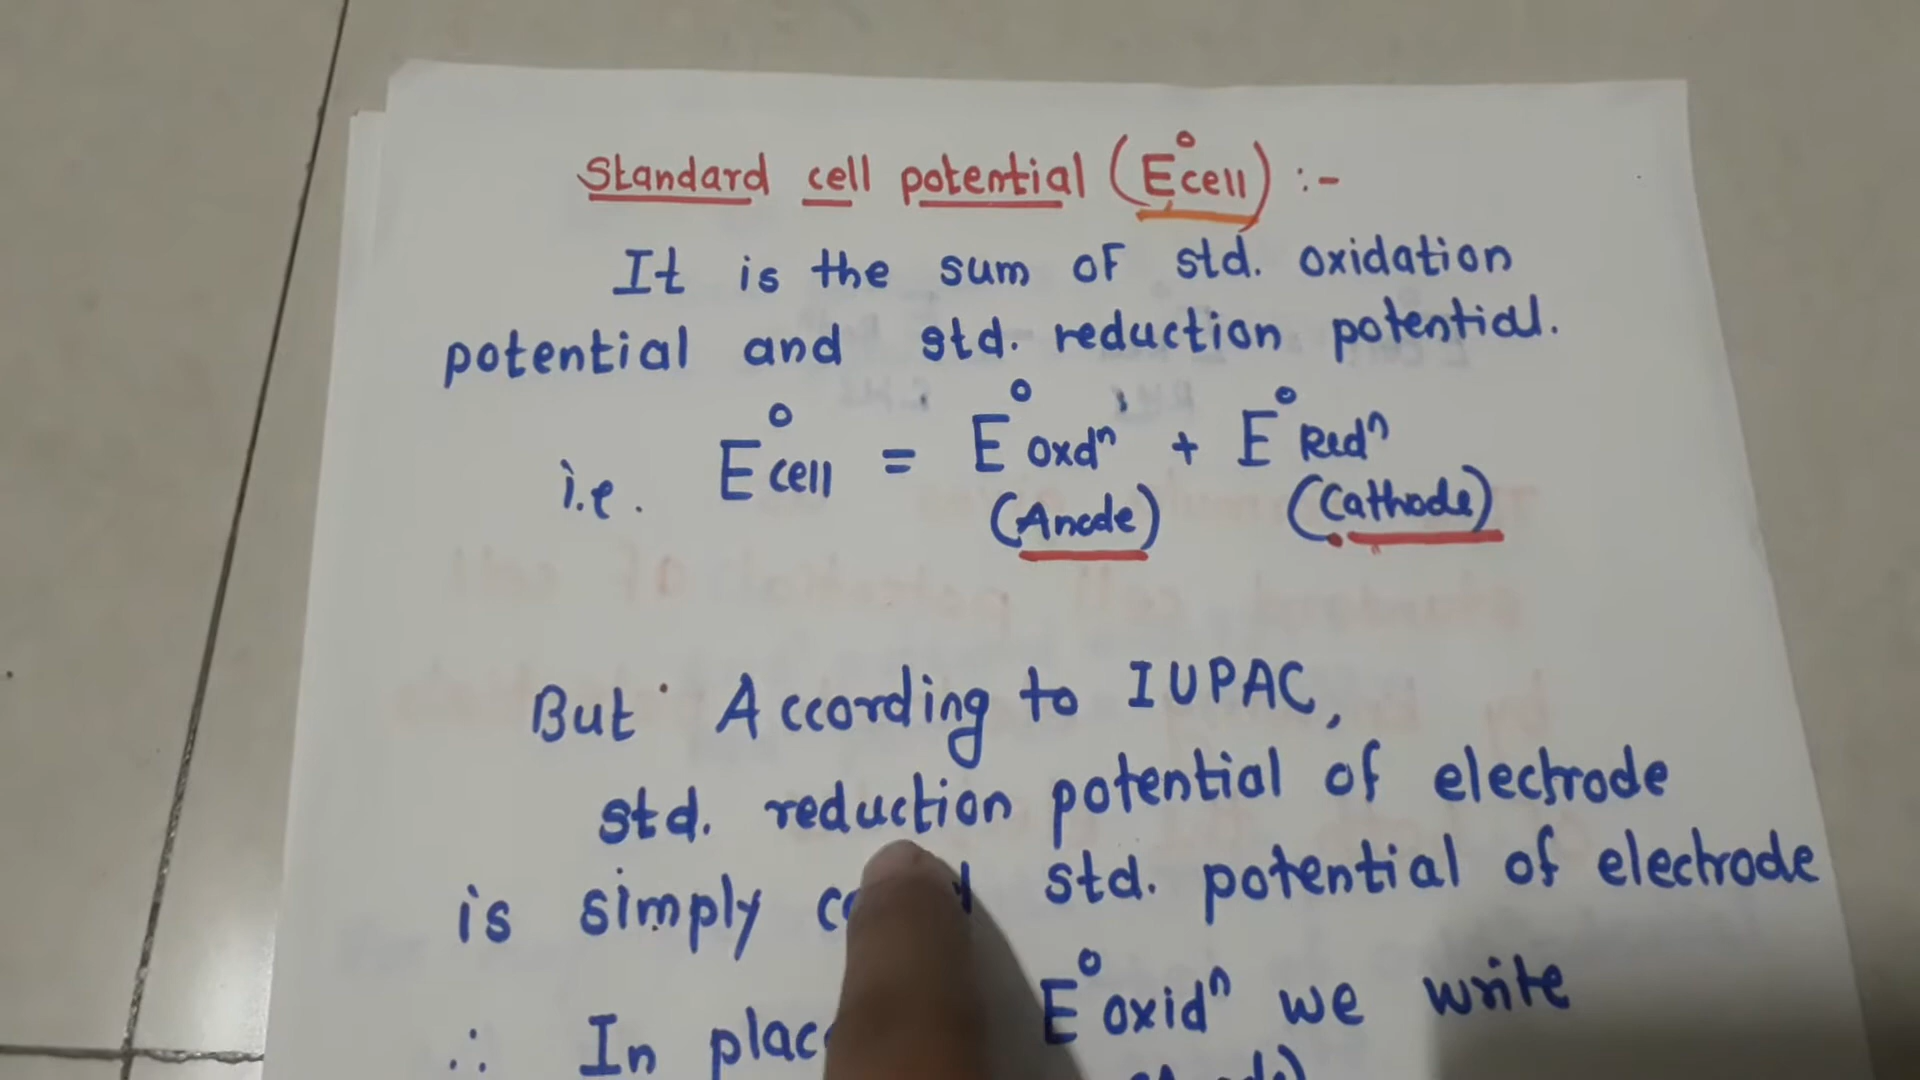 Standard cell potential (E°cell) :-
It is the sum of std. oxidation
potential and std. reduction potential.
i.e. E°cell = E°oxdⁿ + E°Redⁿ
(Anode) (Cathode)
But According to IUPAC,
std. reduction potential of electrode
is simply std. potential of electrode
∴ In E°oxidⁿ we write